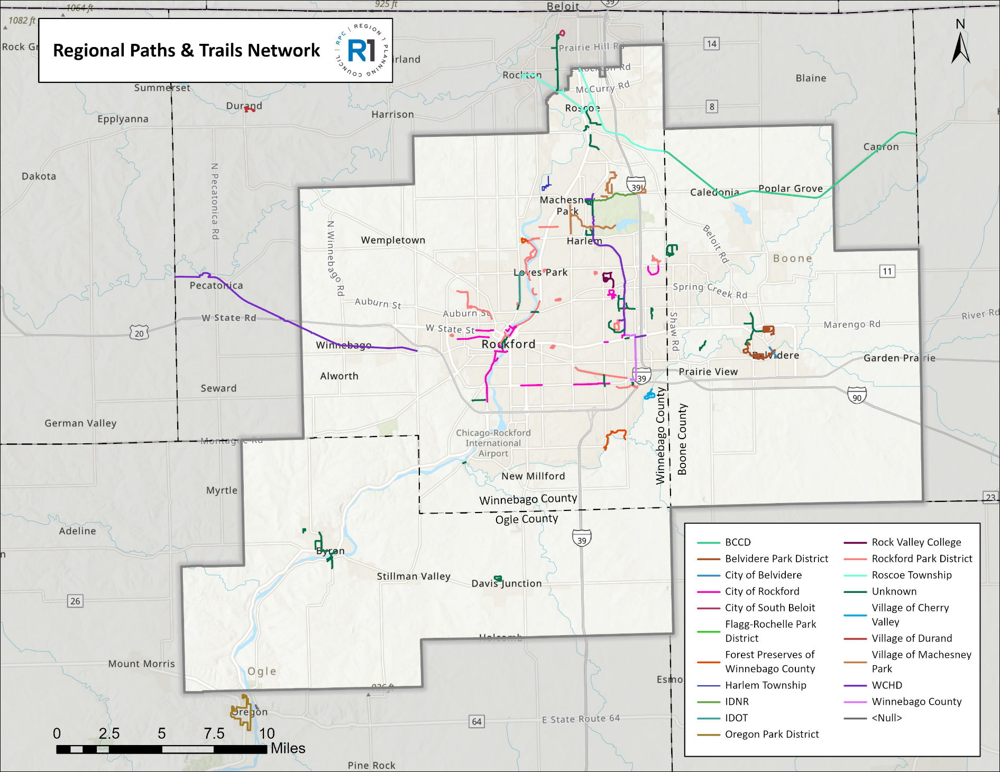 1064 ft
925 ft
Beloit
39
1082 ft
Regional Paths & Trails Network
RPC | REGION 1 PLANNING COUNCIL |
R1
N
Rock Gr
irland
Prairie Hill Rd
14
Rockton
E Rockton Rd
Blaine
Summerset
McCurry Rd
Durand
Roscoe
8
Harrison
Epplyanna
Capron
Dakota
N Pecatonica Rd
39
Caledonia
Poplar Grove
Machesney
Park
N Winnebago Rd
Wempletown
Harlem
Beloit Rd
Boone
Loves Park
11
Pecatonica
Spring Creek Rd
Auburn St
Auburn St
W State Rd
River Rd
20
W State St
Shaw Rd
Marengo Rd
Winnebago
Rockford
Belvidere
Garden Prairie
Alworth
39
Prairie View
Seward
90
Winnebago County
Boone County
German Valley
Montague Rd
Chicago-Rockford
International
Airport
New Millford
Myrtle
Winnebago County
23
Ogle County
Adeline
39
n
Byron
Stillman Valley
Davis Junction
26
Holcomb
Mount Morris
Ogle
926 ft
Esmo
Oregon
64
E State Route 64
0 2.5 5 7.5 10
Miles
Pine Rock
BCCD
Belvidere Park District
City of Belvidere
City of Rockford
City of South Beloit
Flagg-Rochelle Park
District
Forest Preserves of
Winnebago County
Harlem Township
IDNR
IDOT
Oregon Park District
Rock Valley College
Rockford Park District
Roscoe Township
Unknown
Village of Cherry
Valley
Village of Durand
Village of Machesney
Park
WCHD
Winnebago County
<Null>